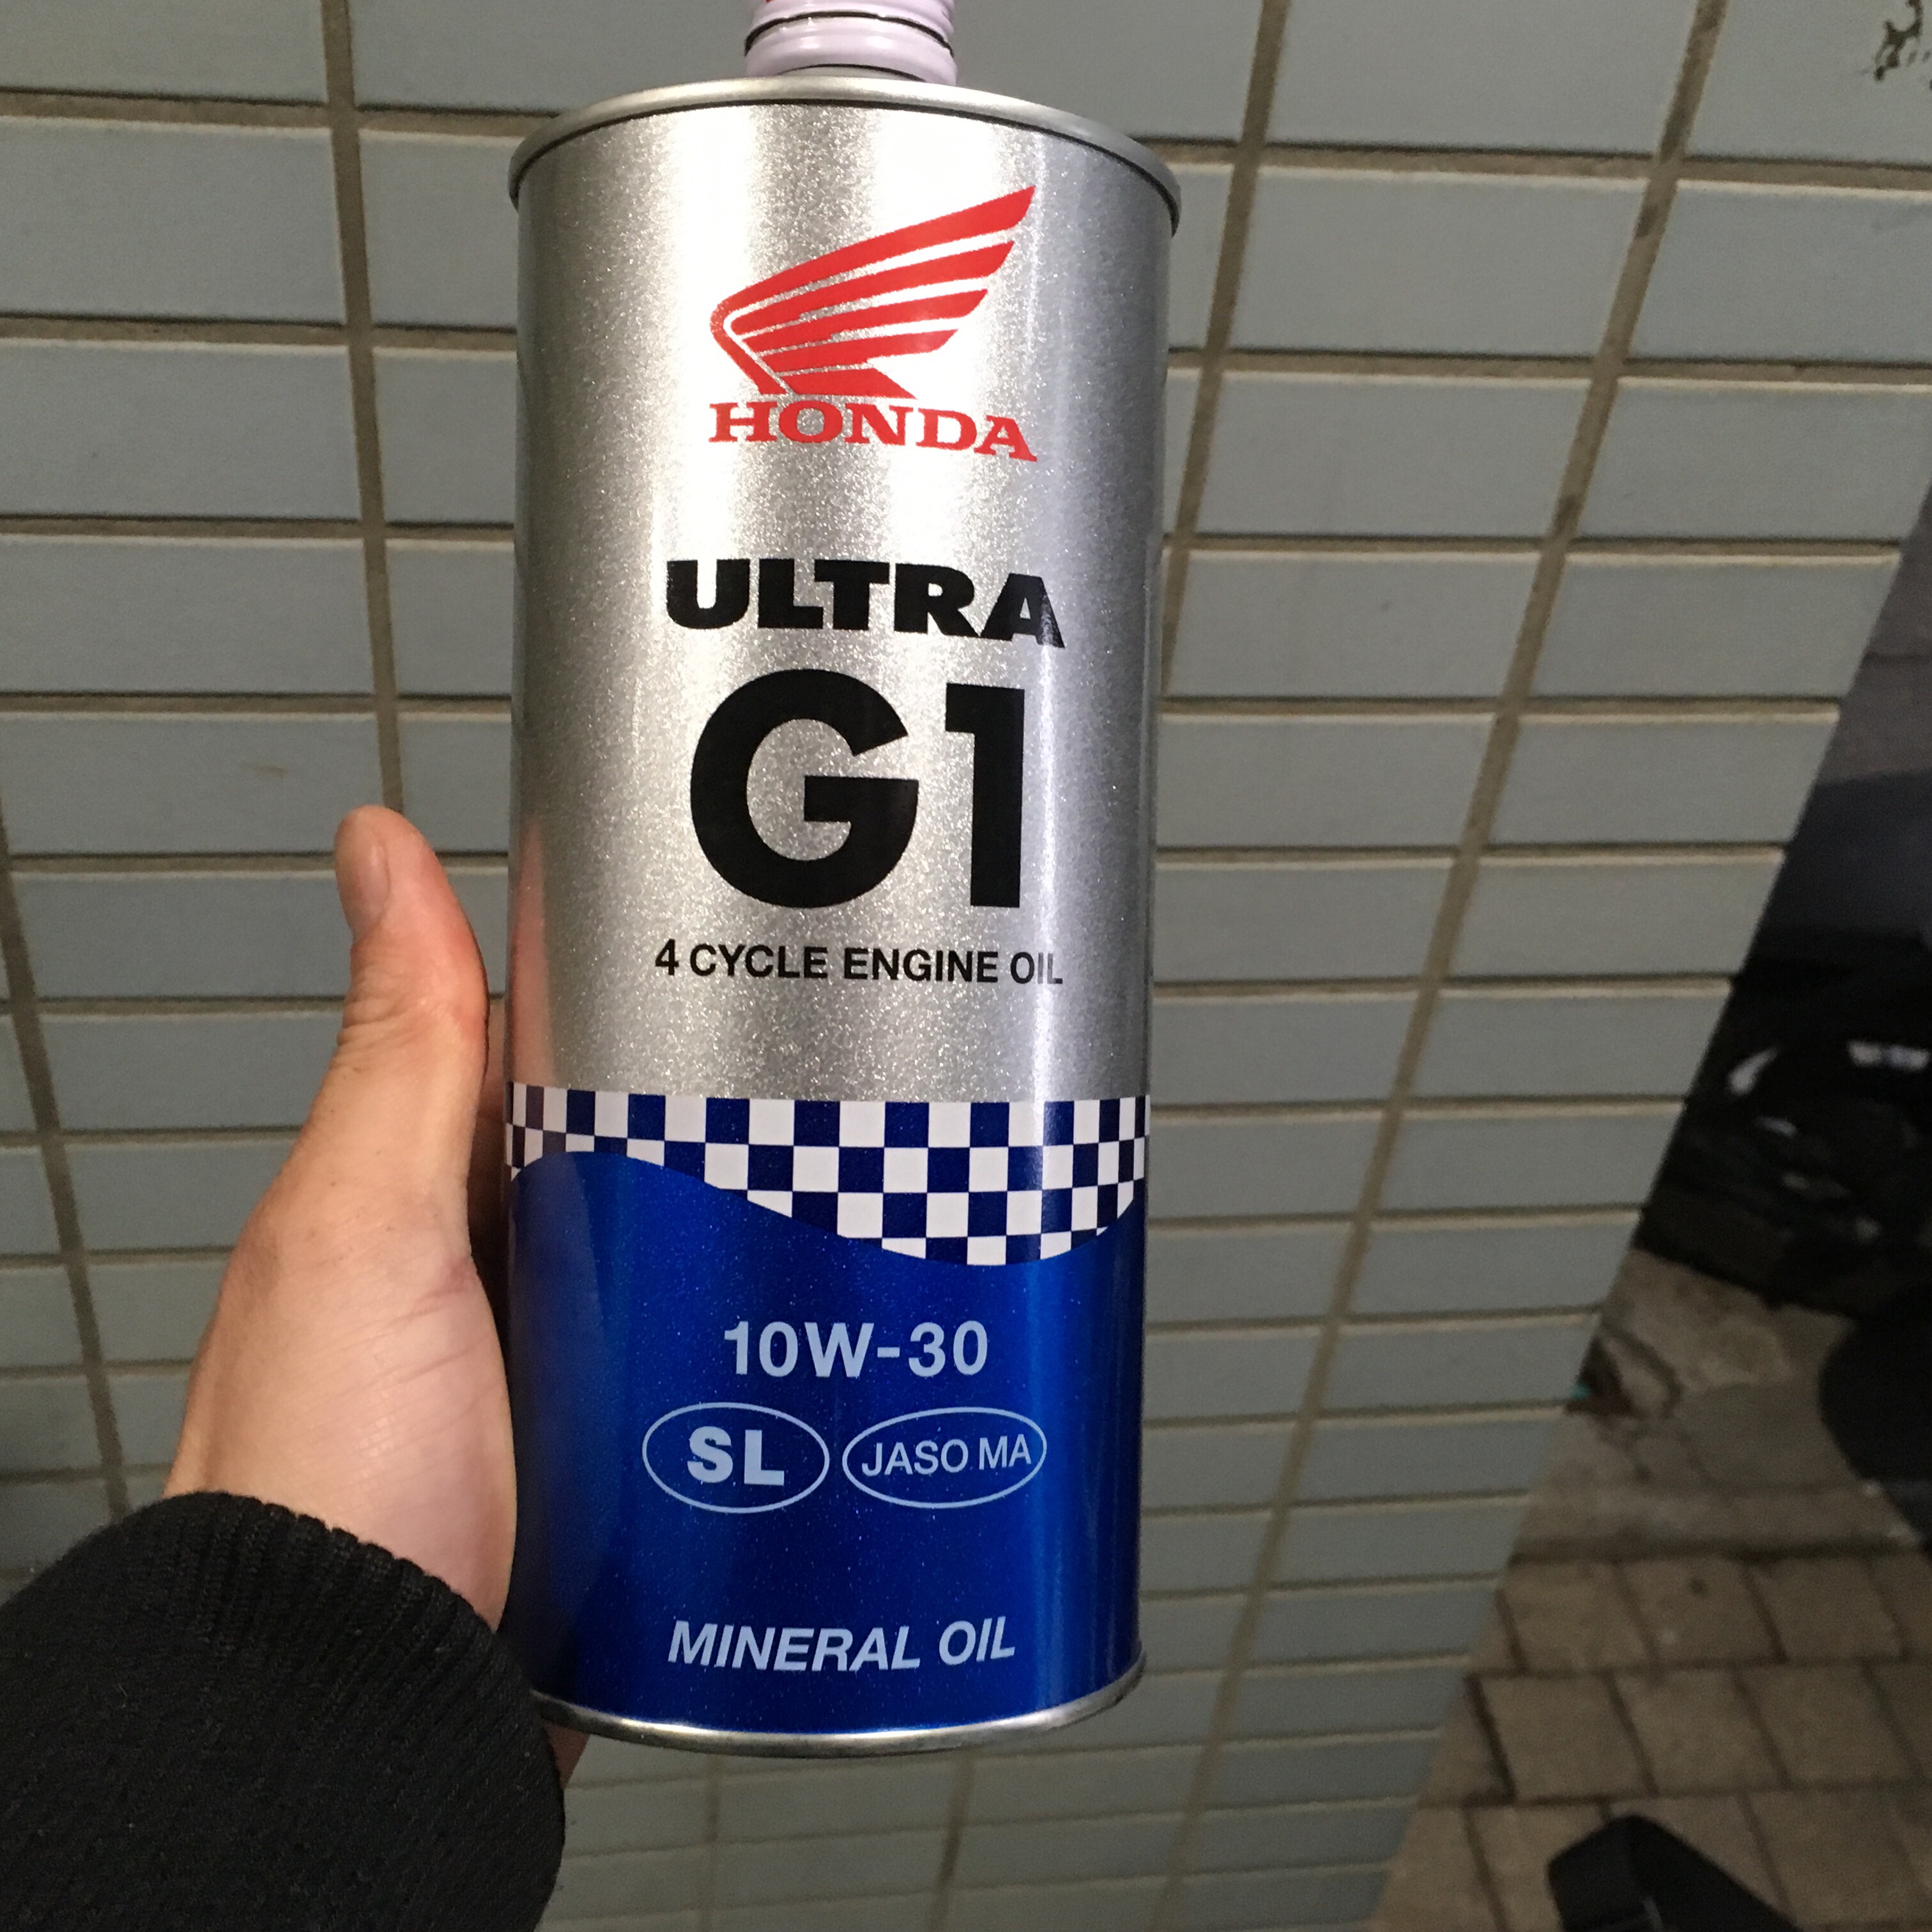 HONDA
ULTRA
G1
4 CYCLE ENGINE OIL
10W-30
SL JASO MA
MINERAL OIL